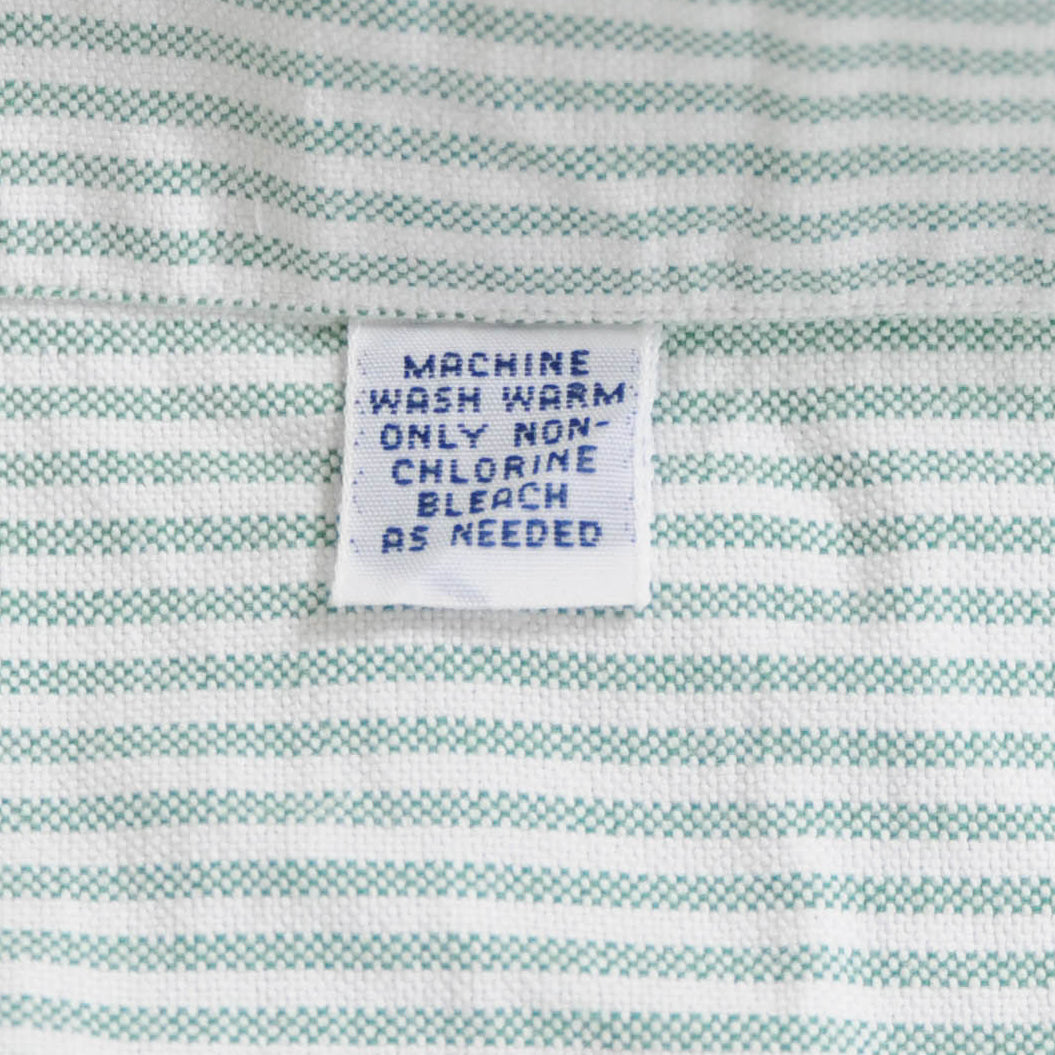 MACHINE
WASH WARM
ONLY NON-
CHLORINE
BLEACH
AS NEEDED